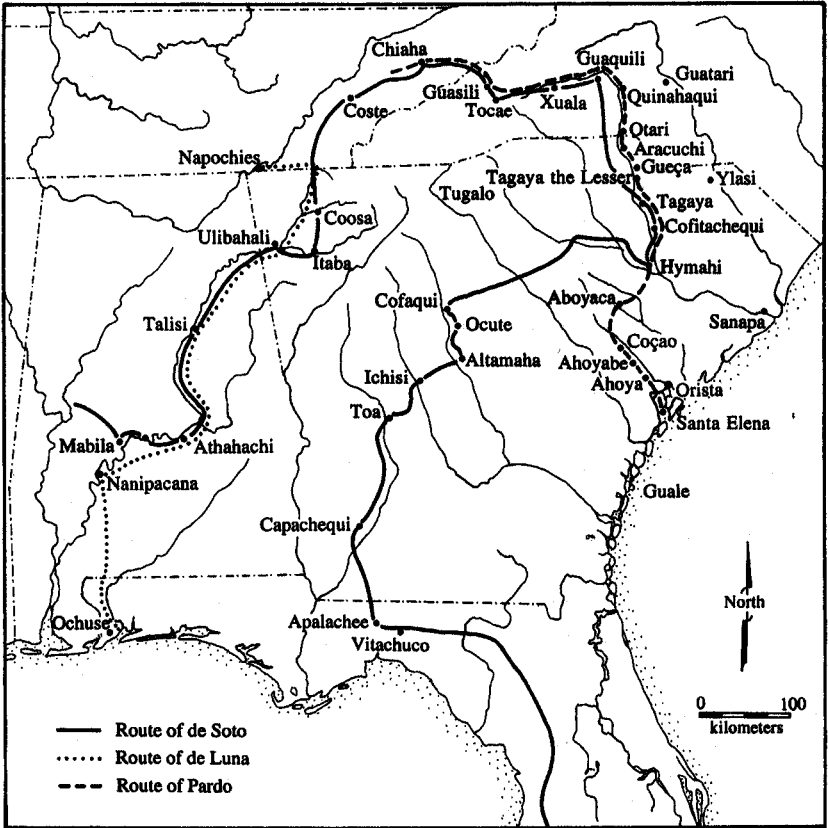 Chiaha
Guaquili
Guatari
Guasili
Xuala
Quinahaqui
Coste
Tocae
Otari
Aracuchi
Napochies
Gueça
Tagaya the Lesser
Ylasi
Tugalo
Tagaya
Coosa
Cofitachequi
Ulibahali
Itaba
Hymahi
Cofaqui
Aboyaca
Talisi
Ocute
Sanapa
Coçao
Altamaha
Ahoyabe
Ichisi
Ahoya
Orista
Toa
Santa Elena
Mabila
Athahachi
Nanipacana
Guale
Capachequi
North
Ochuse
Apalachee
Vitachuco
0 100
kilometers
Route of de Soto
Route of de Luna
Route of Pardo